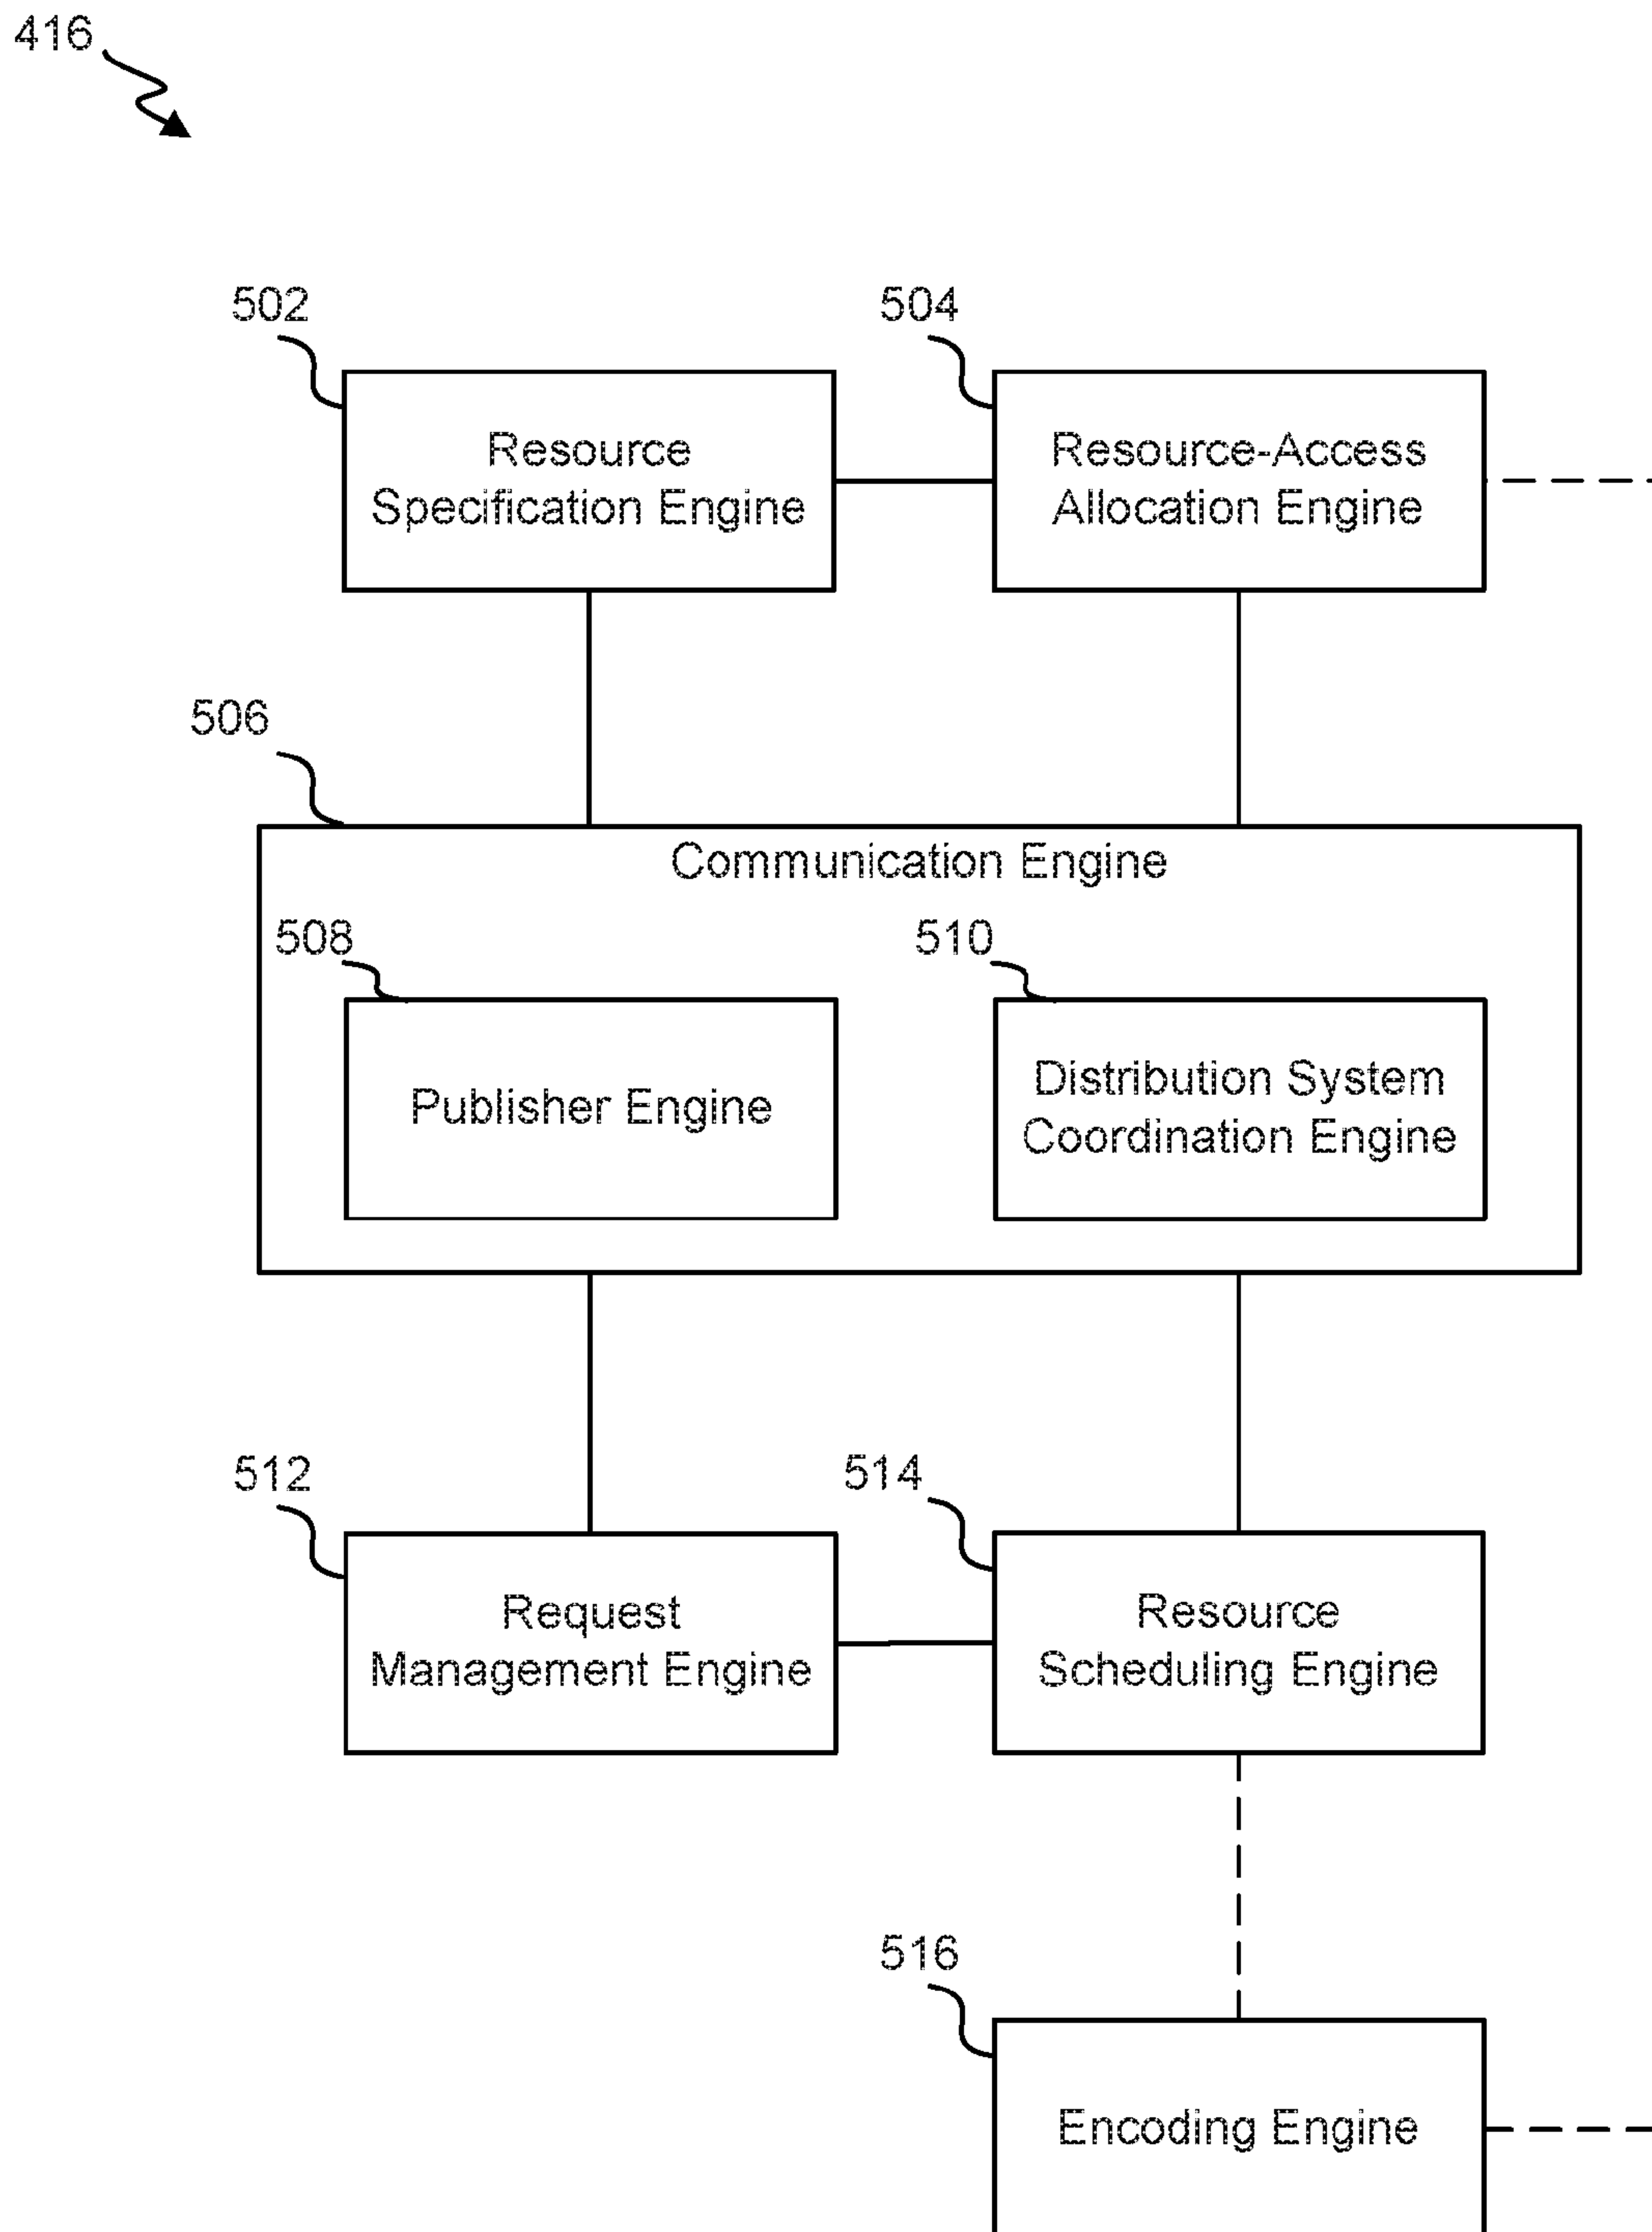 416
502
504
Resource
Specification Engine
Resource-Access
Allocation Engine
506
Communication Engine
508
510
Publisher Engine
Distribution System
Coordination Engine
512
514
Request
Management Engine
Resource
Scheduling Engine
516
Encoding Engine